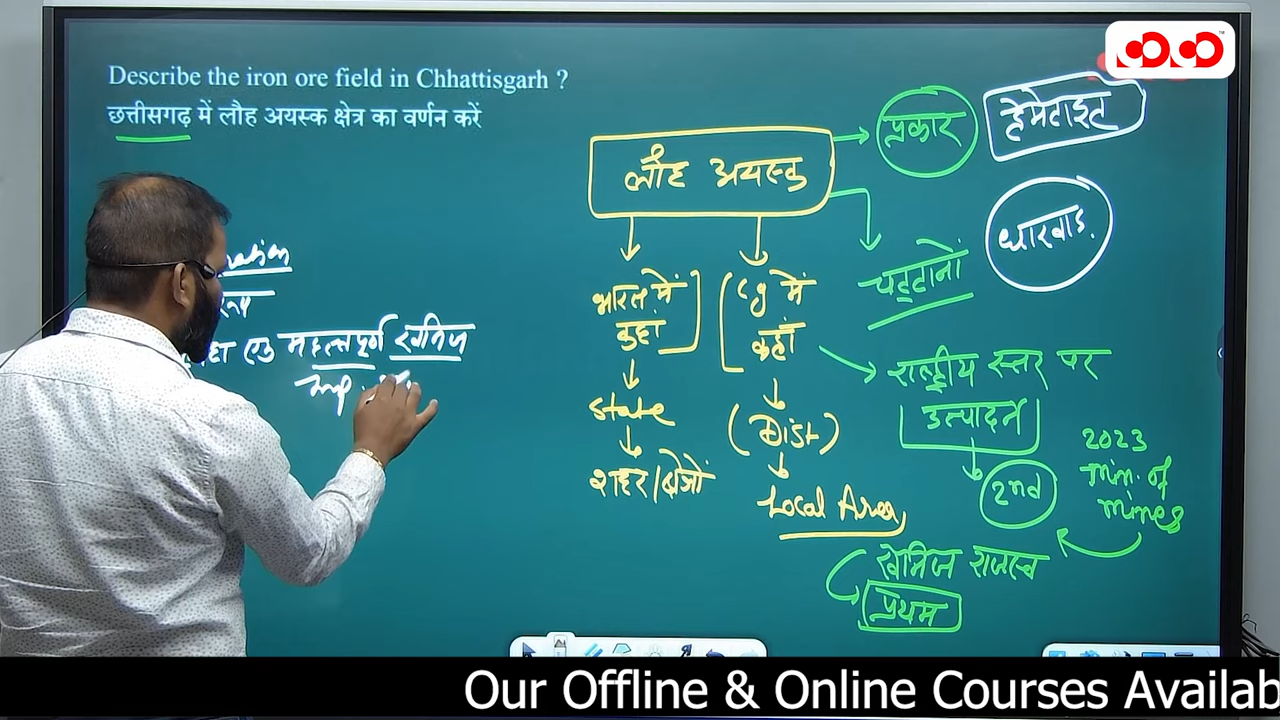 Describe the iron ore field in Chhattisgarh ?
छत्तीसगढ़ में लौह अयस्क क्षेत्र का वर्णन करें
एउ महत्त्वपूर्ण खनिज
Imp.
लौह अयस्क
प्रकार
हेमेटाइट
धारवाड़.
चट्टानों
भारत में
कहां
State
शहर/क्षेत्रों
Cg में
कहाँ
(Dist)
Local Area,
राष्ट्रीय स्तर पर
उत्पादन
2nd
2023
min. of
mines
खनिज राजस्व
प्रथम
Our Offline & Online Courses Availab